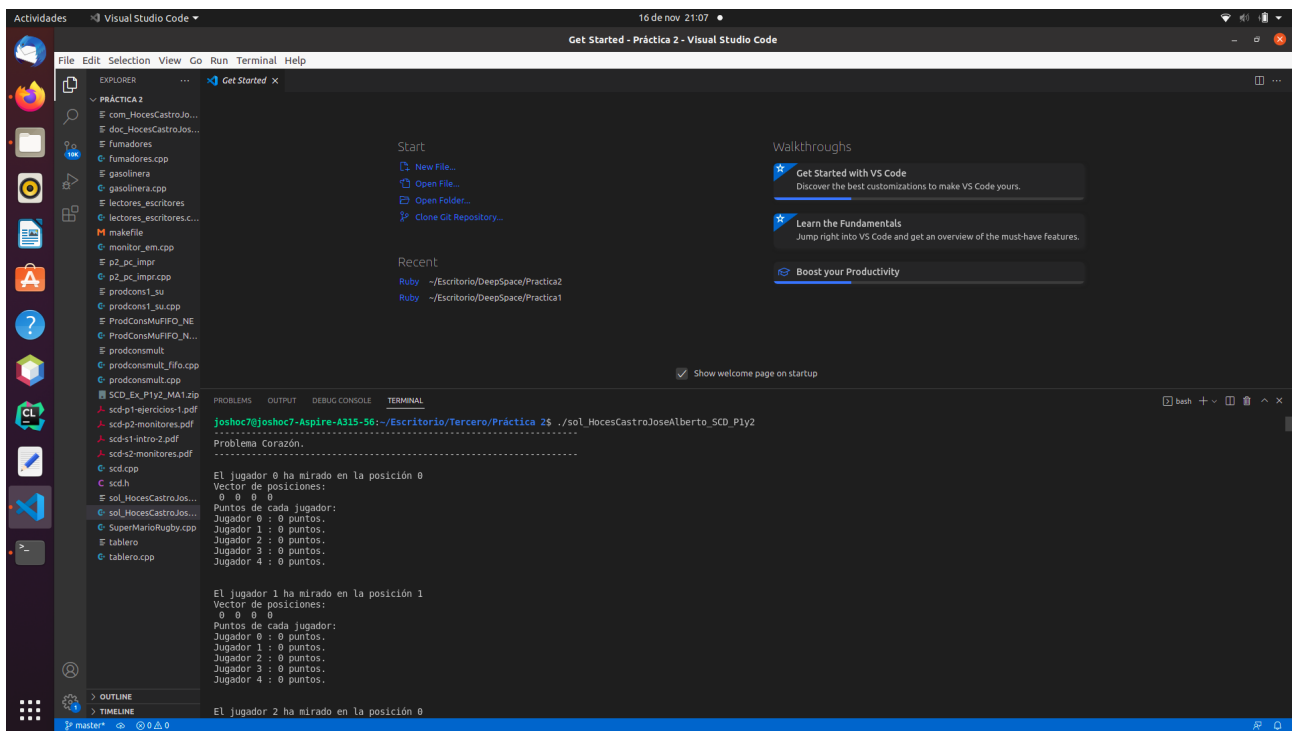 Actividades Visual Studio Code 16 de nov 21:07
Get Started - Práctica 2 - Visual Studio Code
File Edit Selection View Go Run Terminal Help
EXPLORER ...
Get Started ×
PRÁCTICA 2
com_HocesCastroJo...
doc_HocesCastroJos...
fumadores
fumadores.cpp
gasolinera
gasolinera.cpp
lectores_escritores
lectores_escritores.c...
makefile
monitor_em.cpp
p2_pc_impr
p2_pc_impr.cpp
prodcons1_su
prodcons1_su.cpp
ProdConsMuFIFO_NE
ProdConsMuFIFO_N...
prodconsmult
prodconsmult_fifo.cpp
prodconsmult.cpp
SCD_Ex_P1y2_MA1.zip
scd-p1-ejercicios-1.pdf
scd-p2-monitores.pdf
scd-s1-intro-2.pdf
scd-s2-monitores.pdf
scd.cpp
scd.h
sol_HocesCastroJos...
sol_HocesCastroJos...
SuperMarioRugby.cpp
tablero
tablero.cpp
OUTLINE
TIMELINE
10K
1
Start
New File...
Open File...
Open Folder...
Clone Git Repository...
Recent
Ruby ~/Escritorio/DeepSpace/Practica2
Ruby ~/Escritorio/DeepSpace/Practica1
Walkthroughs
Get Started with VS Code
Discover the best customizations to make VS Code yours.
Learn the Fundamentals
Jump right into VS Code and get an overview of the must-have features.
Boost your Productivity
Show welcome page on startup
PROBLEMS OUTPUT DEBUG CONSOLE TERMINAL bash
joshoc7@joshoc7-Aspire-A315-56:~/Escritorio/Tercero/Práctica 2$ ./sol_HocesCastroJoseAlberto_SCD_P1y2
--------------------------------------------------------------------
Problema Corazón.
--------------------------------------------------------------------
El jugador 0 ha mirado en la posición 0
Vector de posiciones:
0 0 0 0
Puntos de cada jugador:
Jugador 0 : 0 puntos.
Jugador 1 : 0 puntos.
Jugador 2 : 0 puntos.
Jugador 3 : 0 puntos.
Jugador 4 : 0 puntos.
El jugador 1 ha mirado en la posición 1
Vector de posiciones:
0 0 0 0
Puntos de cada jugador:
Jugador 0 : 0 puntos.
Jugador 1 : 0 puntos.
Jugador 2 : 0 puntos.
Jugador 3 : 0 puntos.
Jugador 4 : 0 puntos.
El jugador 2 ha mirado en la posición 0
master* 0 0